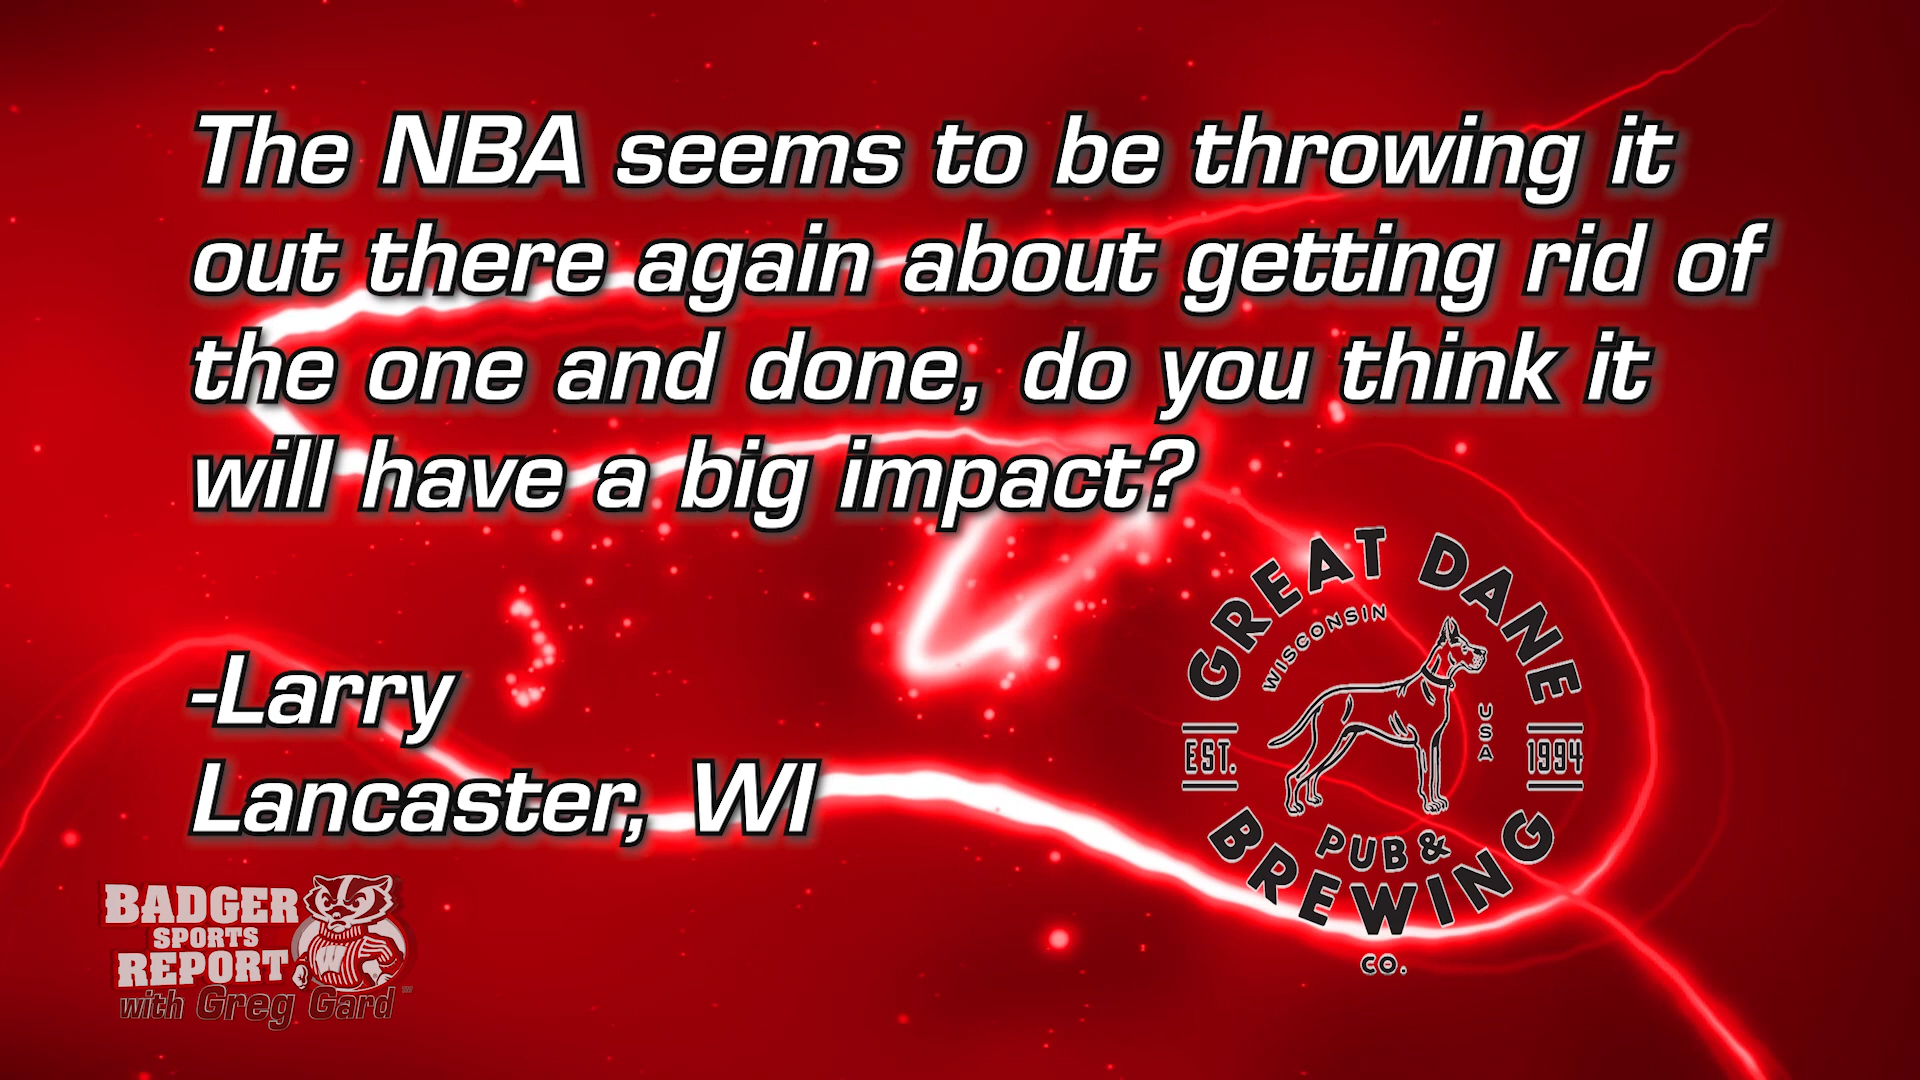 The NBA seems to be throwing it
out there again about getting rid of
the one and done, do you think it
will have a big impact?
-Larry
Lancaster, WI
GREAT DANE
WISCONSIN
USA
EST.
1994
PUB &
BREWING
CO.
BADGER
SPORTS
REPORT
W
with Greg Gard